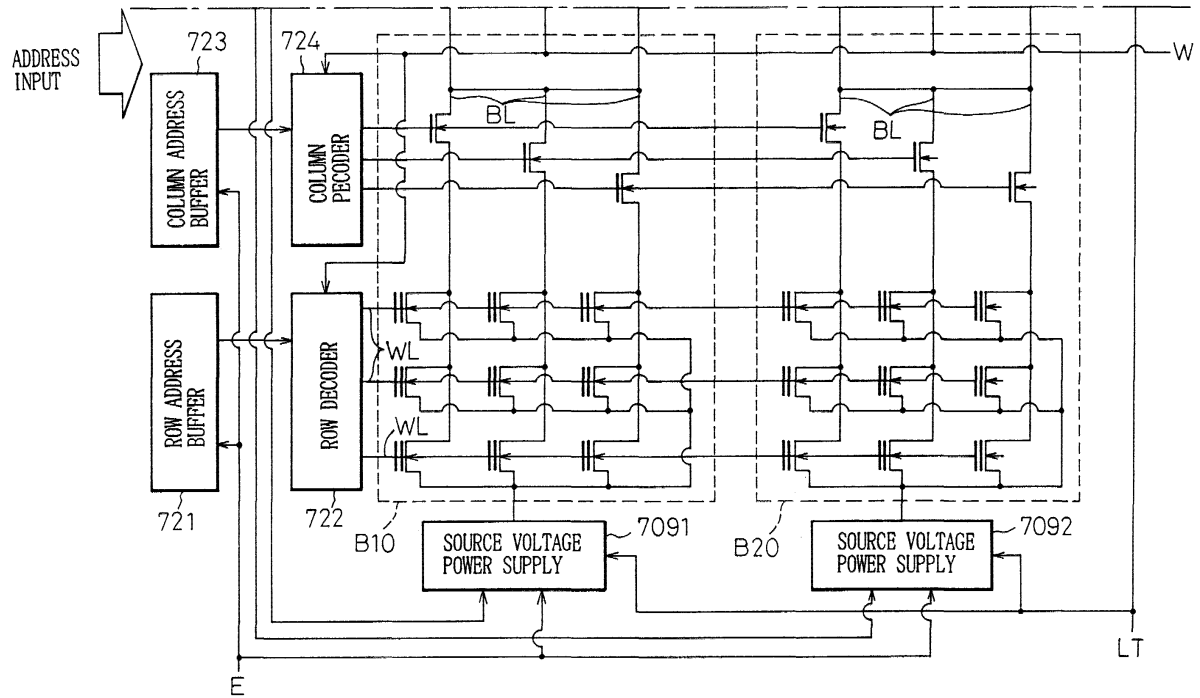 ADDRESS
INPUT
723
724
W
COLUMN ADDRESS
BUFFER
COLUMN
PECODER
BL
BL
ROW ADDRESS
BUFFER
ROW DECODER
WL
WL
721
722
B10
SOURCE VOLTAGE
POWER SUPPLY
7091
B20
SOURCE VOLTAGE
POWER SUPPLY
7092
E
LT